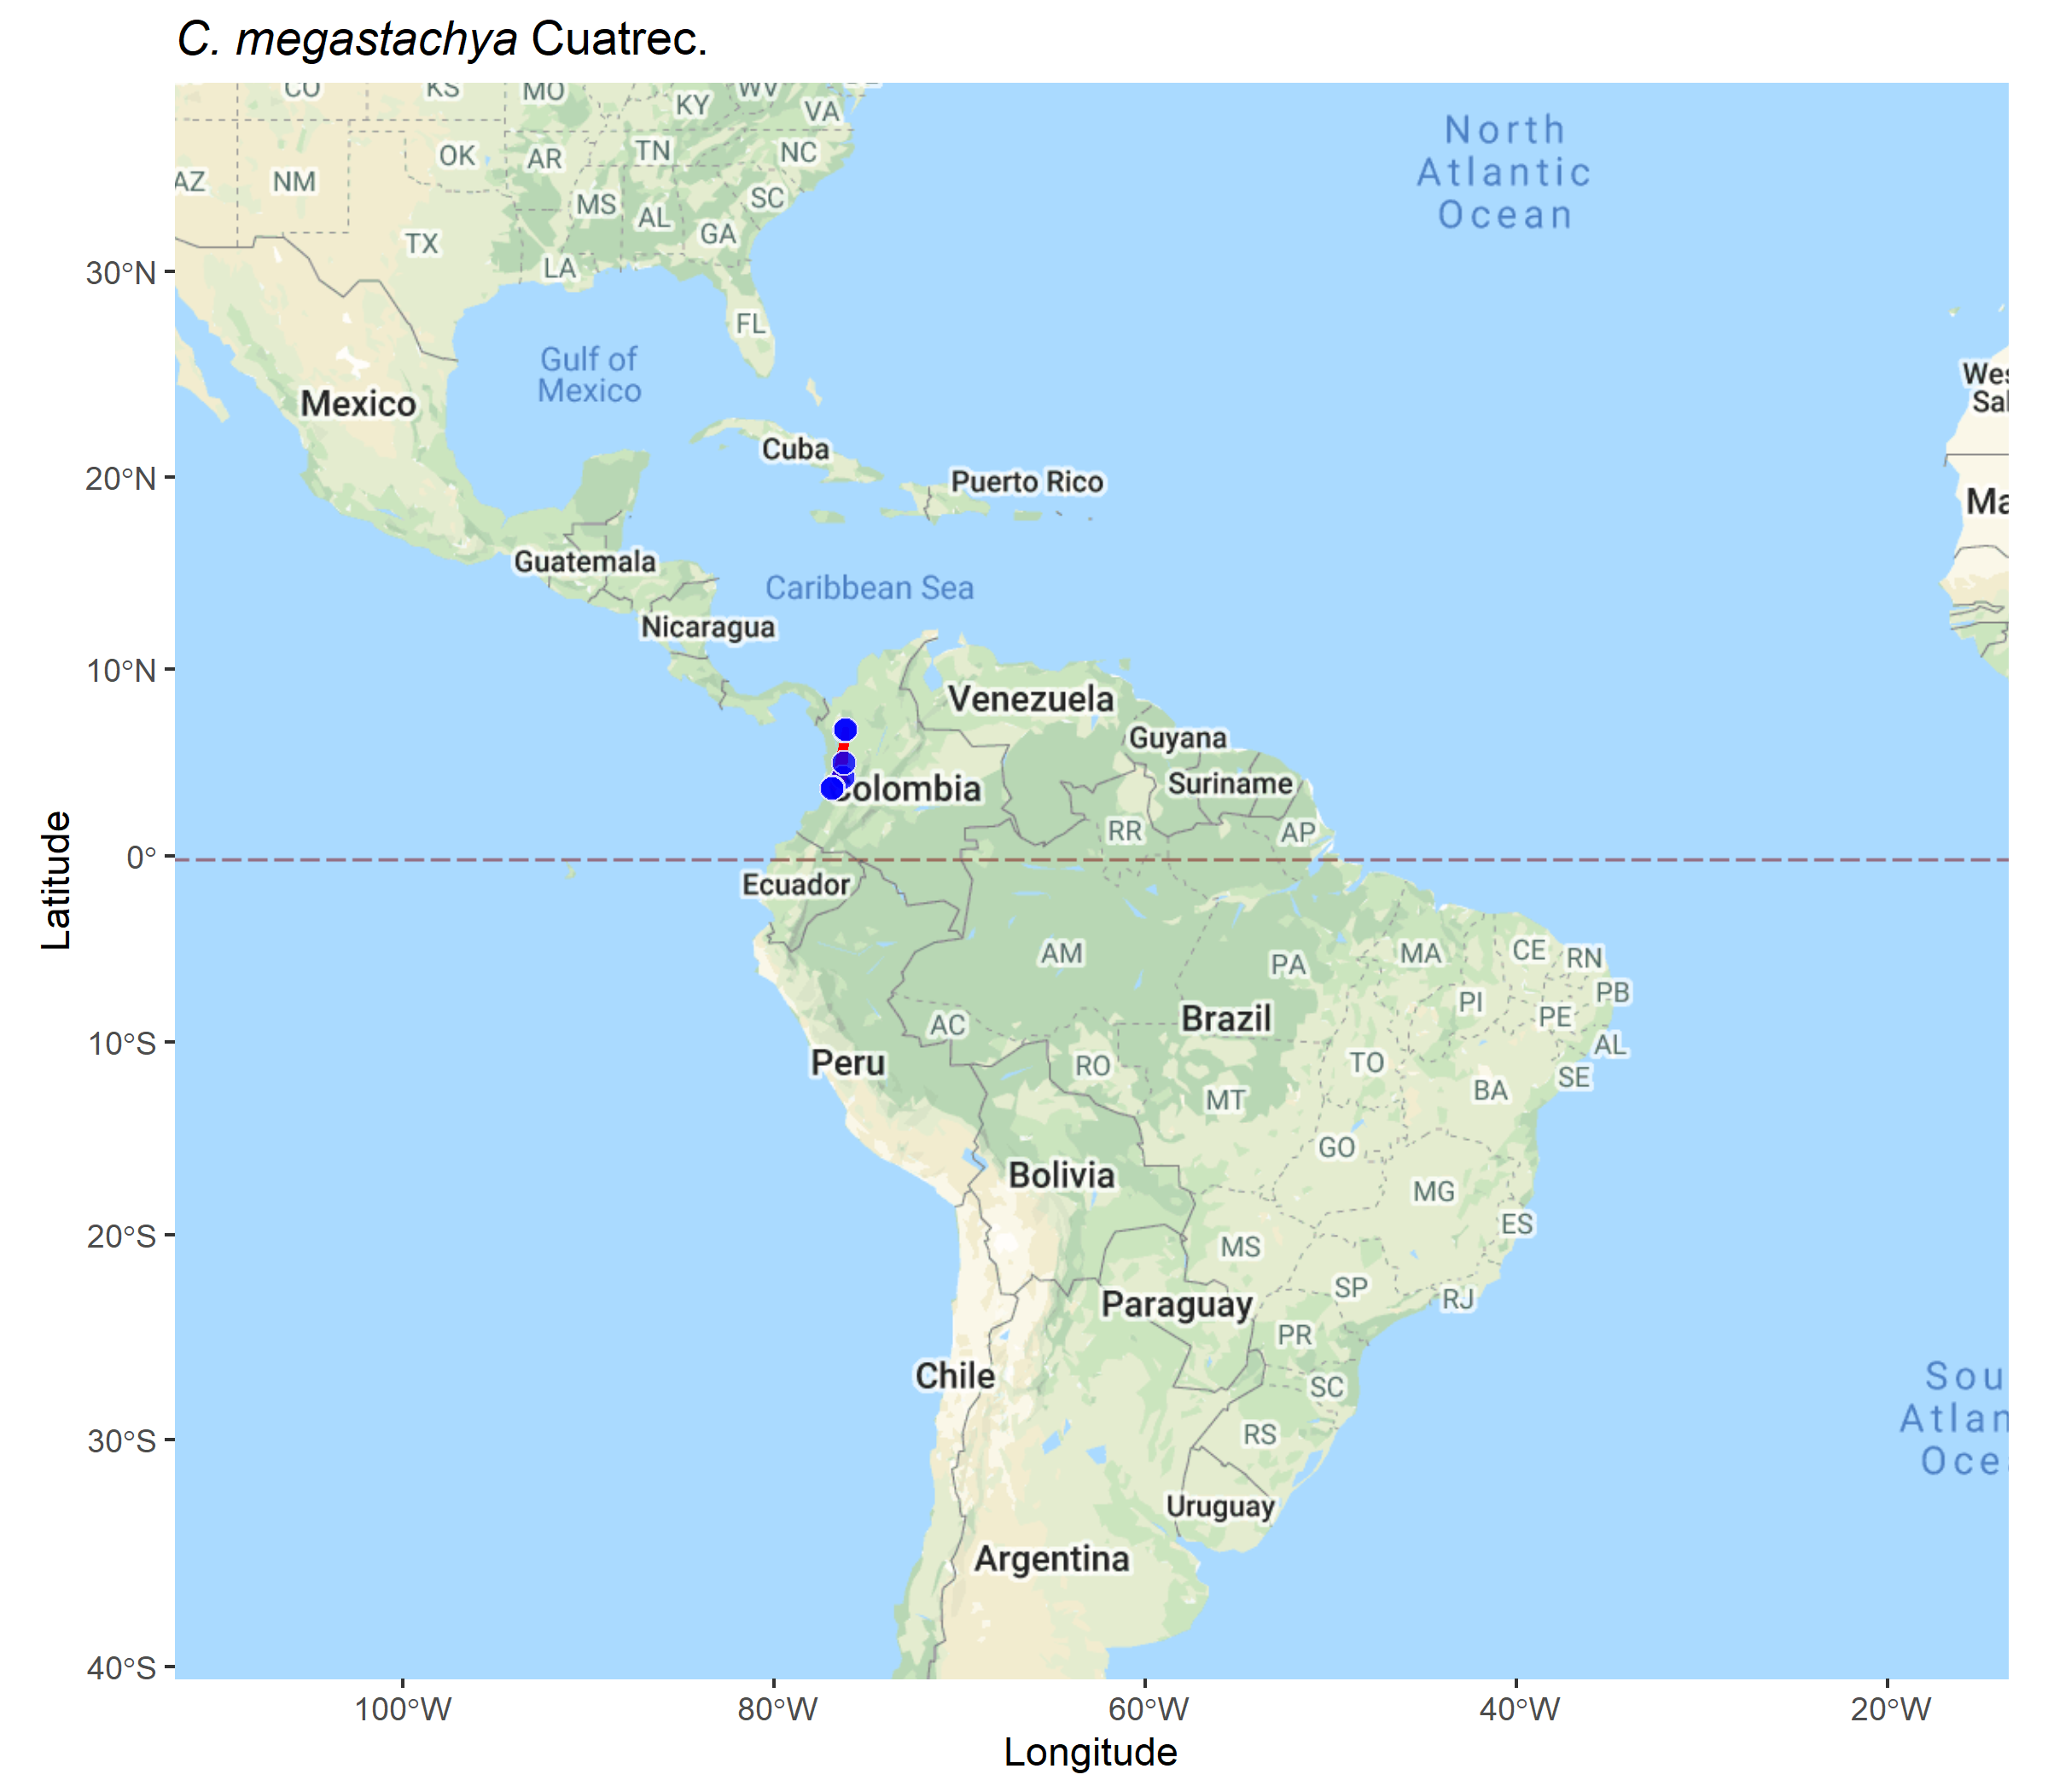 C. megastachya Cuatrec.
CO
KS
MO
KY
WV
VA
OK
AR
TN
NC
AZ
NM
MS
AL
SC
GA
TX
LA
FL
North
Atlantic
Ocean
30°N
Gulf of
Mexico
Mexico
Wes
Sal
Cuba
20°N
Puerto Rico
Ma
Guatemala
Caribbean Sea
Nicaragua
10°N
Venezuela
Guyana
Suriname
olombia
RR
AP
0°
Ecuador
Latitude
AM
PA
MA
CE
RN
PB
PI
PE
Brazil
AC
10°S
AL
Peru
RO
TO
SE
BA
MT
GO
Bolivia
MG
ES
20°S
MS
SP
RJ
Paraguay
PR
Chile
SC
Sou
Atlan
Oce
RS
30°S
Uruguay
Argentina
40°S
100°W
80°W
60°W
40°W
20°W
Longitude